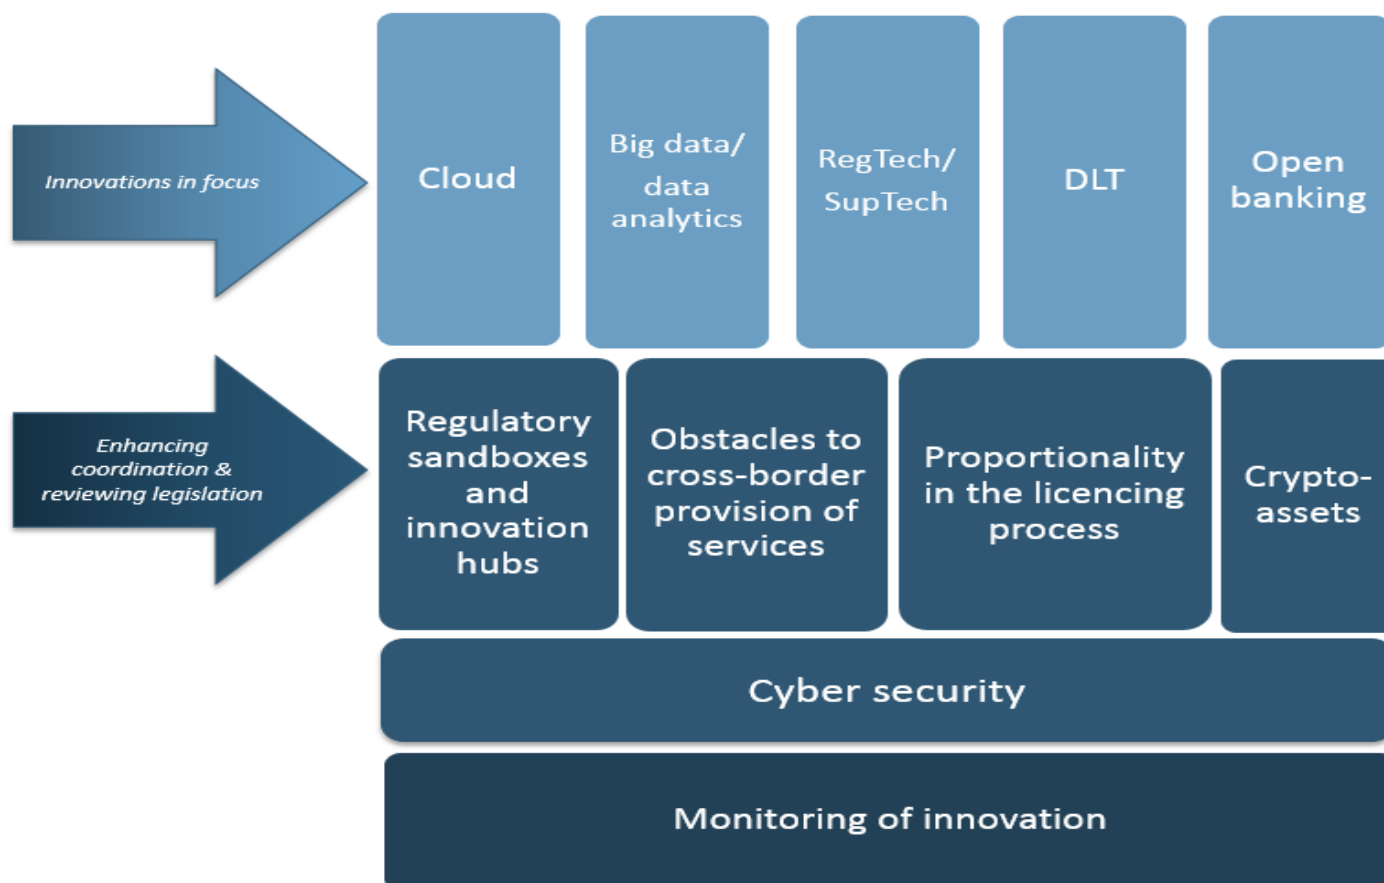 Innovations in focus
Cloud
Big data/
data
analytics
RegTech/
SupTech
DLT
Open
banking
Enhancing
coordination &
reviewing legislation
Regulatory
sandboxes
and
innovation
hubs
Obstacles to
cross-border
provision of
services
Proportionality
in the licencing
process
Crypto-
assets
Cyber security
Monitoring of innovation